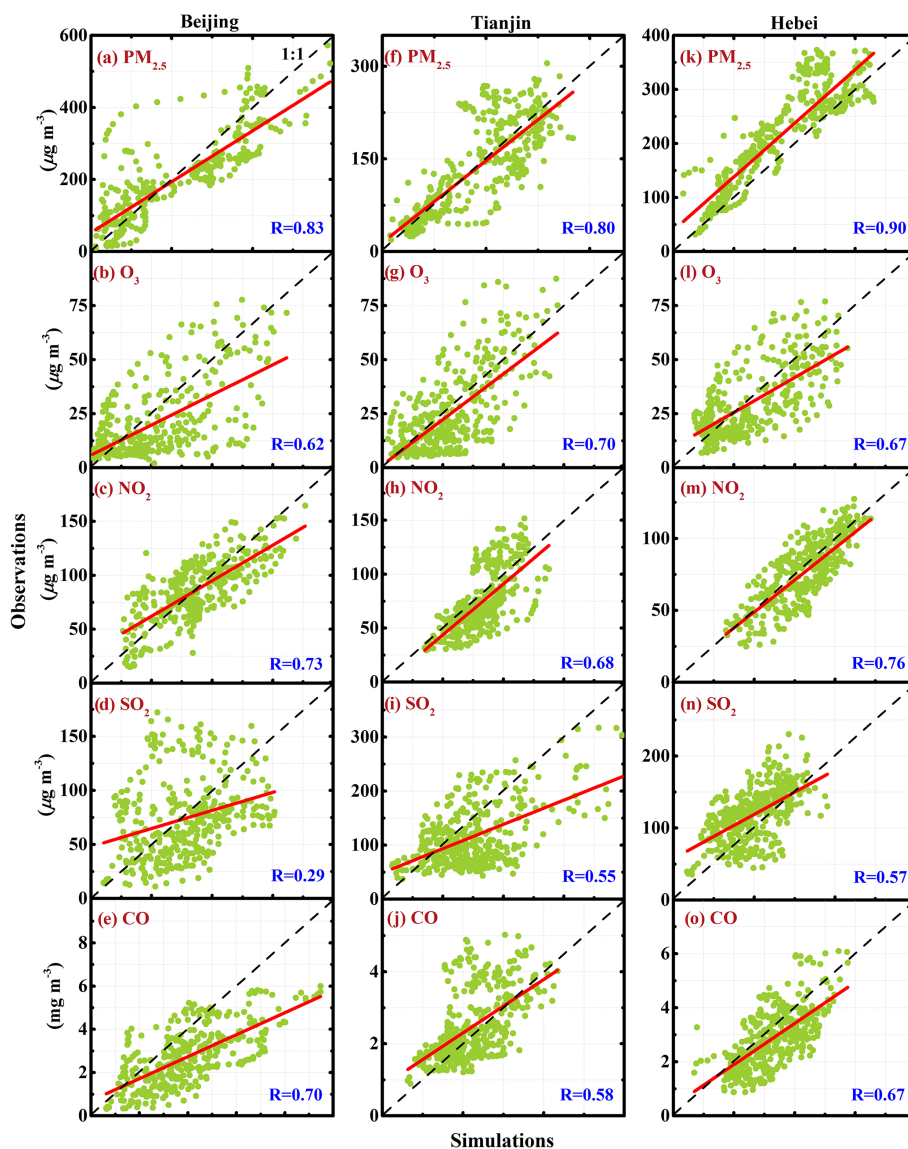 Beijing Tianjin Hebei
(a) PM2.5 1:1 (f) PM2.5 (k) PM2.5
600 300 400
400 300
(μg m-3)
150 200
200 100
R=0.83 R=0.80 R=0.90
0 0 0
(b) O3 (g) O3 (l) O3
75 75 75
(μg m-3)
50 50 50
25 25 25
R=0.62 R=0.70 R=0.67
0 0 0
(c) NO2 (h) NO2 (m) NO2
150 150
100 100 100
(μg m-3)
50 50 50
R=0.73 R=0.68 R=0.76
0 0 0
Observations
(d) SO2 (i) SO2 (n) SO2
150 300 200
(μg m-3)
100 200
50 100 100
R=0.29 R=0.55 R=0.57
0 0 0
(e) CO (j) CO (o) CO
8 6
6 4
(mg m-3)
4 4
2 2 2
R=0.70 R=0.58 R=0.67
0 0 0
Simulations